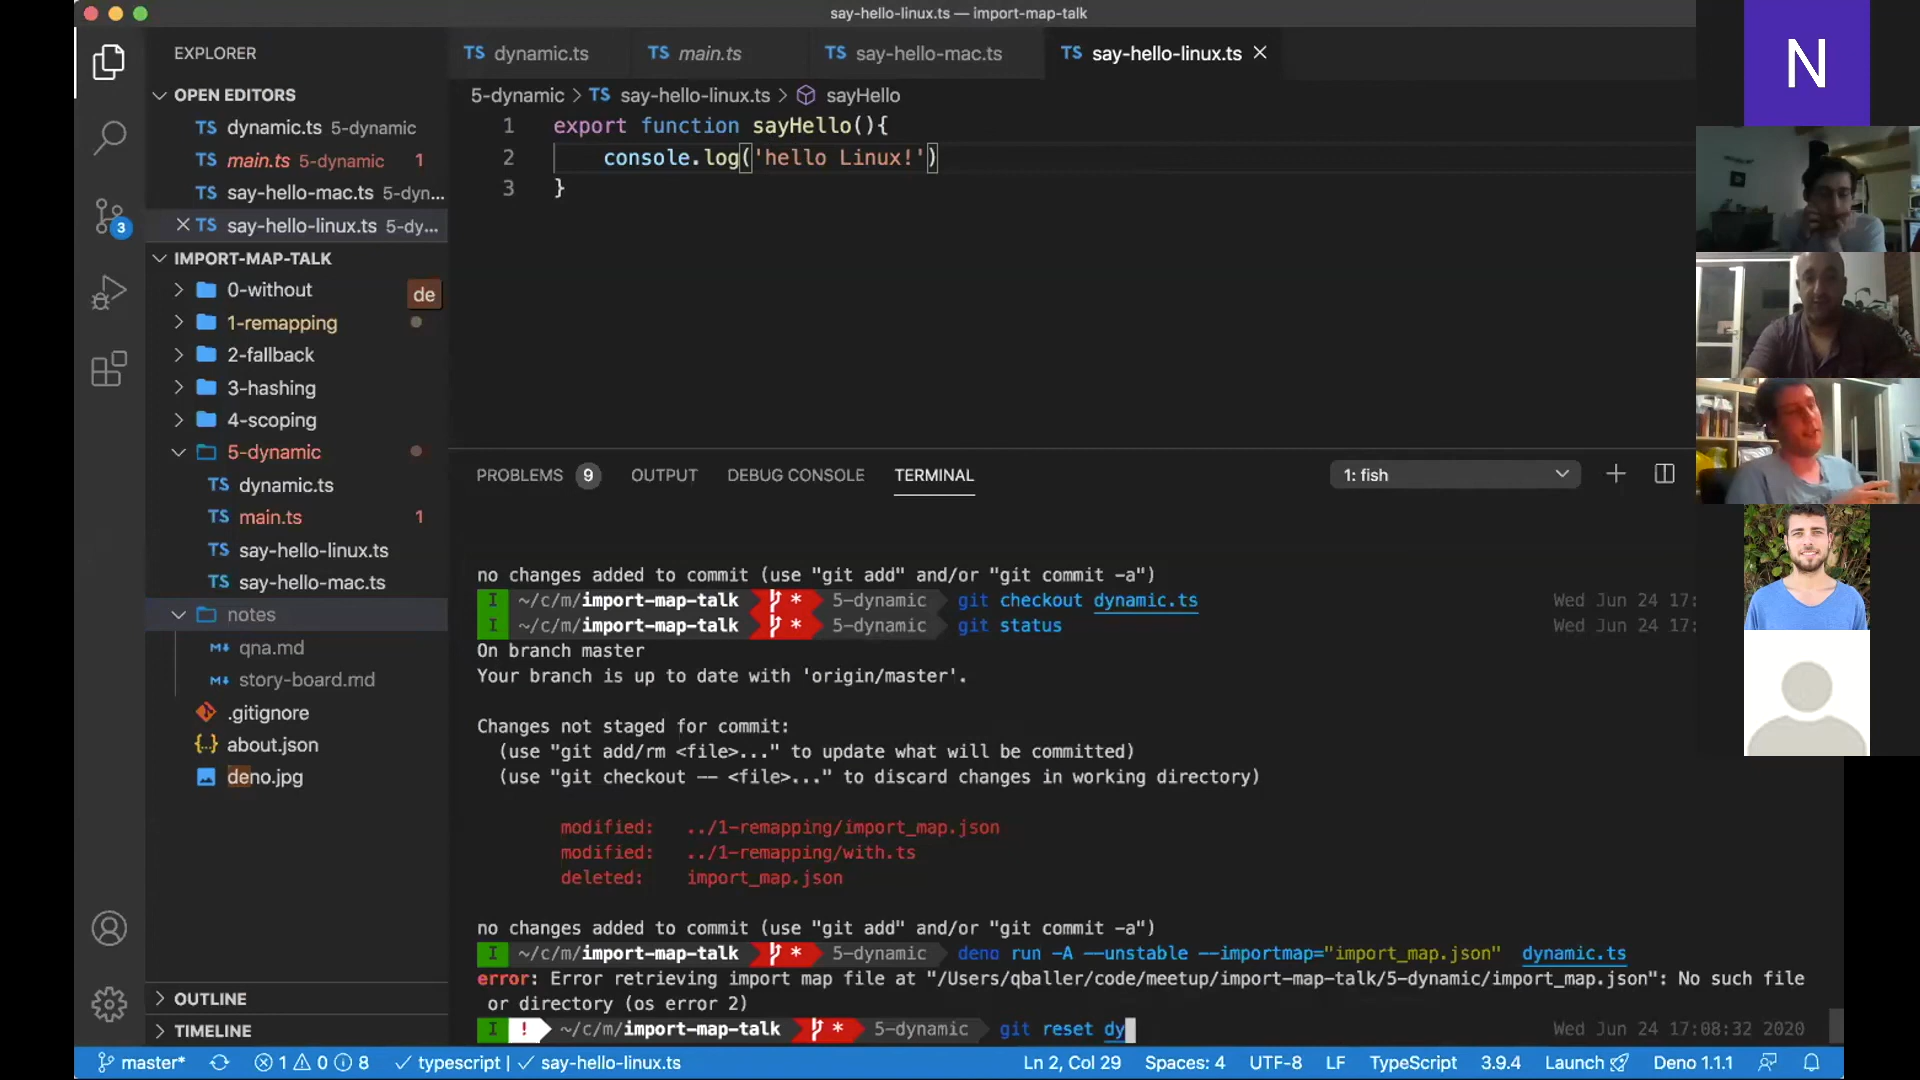 say-hello-linux.ts — import-map-talk
EXPLORER
OPEN EDITORS
TS dynamic.ts 5-dynamic
TS main.ts 5-dynamic 1
TS say-hello-mac.ts 5-dyn...
TS say-hello-linux.ts 5-dy...
IMPORT-MAP-TALK
0-without
de
1-remapping
2-fallback
3-hashing
4-scoping
5-dynamic
TS dynamic.ts
TS main.ts 1
TS say-hello-linux.ts
TS say-hello-mac.ts
notes
qna.md
story-board.md
.gitignore
{..} about.json
deno.jpg
OUTLINE
TIMELINE
3
TS dynamic.ts TS main.ts TS say-hello-mac.ts TS say-hello-linux.ts
5-dynamic > TS say-hello-linux.ts > sayHello
1 export function sayHello(){
2 console.log('hello Linux!')
3 }
PROBLEMS 9 OUTPUT DEBUG CONSOLE TERMINAL 1: fish
no changes added to commit (use "git add" and/or "git commit -a")
I ~/c/m/import-map-talk * 5-dynamic git checkout dynamic.ts Wed Jun 24 17:
I ~/c/m/import-map-talk * 5-dynamic git status Wed Jun 24 17:
On branch master
Your branch is up to date with 'origin/master'.
Changes not staged for commit:
(use "git add/rm <file>..." to update what will be committed)
(use "git checkout -- <file>..." to discard changes in working directory)
modified: ../1-remapping/import_map.json
modified: ../1-remapping/with.ts
deleted: import_map.json
no changes added to commit (use "git add" and/or "git commit -a")
I ~/c/m/import-map-talk * 5-dynamic deno run -A --unstable --importmap="import_map.json" dynamic.ts
error: Error retrieving import map file at "/Users/qballer/code/meetup/import-map-talk/5-dynamic/import_map.json": No such file
or directory (os error 2)
I ! ~/c/m/import-map-talk * 5-dynamic git reset dy Wed Jun 24 17:08:32 2020
master* 1 0 8 typescript | say-hello-linux.ts Ln 2, Col 29 Spaces: 4 UTF-8 LF TypeScript 3.9.4 Launch Deno 1.1.1
N